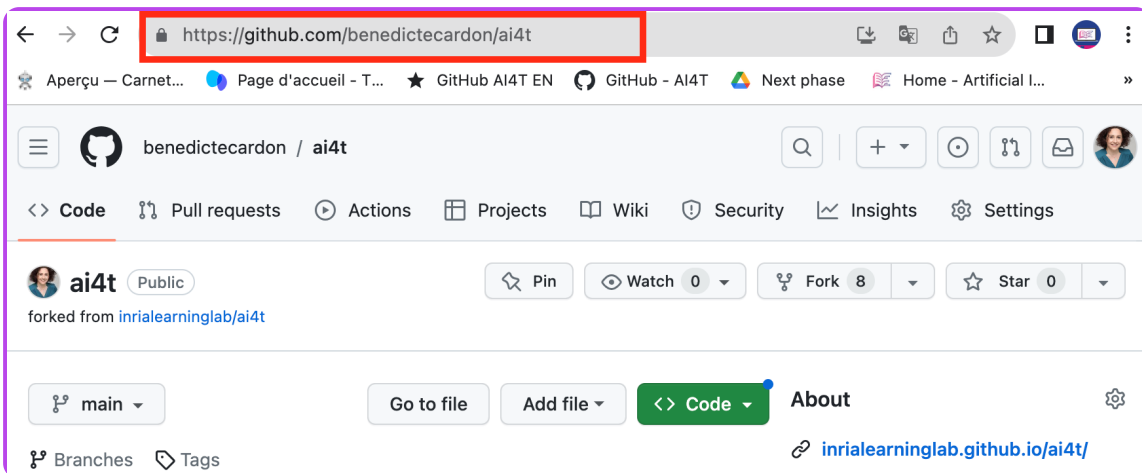 https://github.com/benedictecardon/ai4t
Aperçu — Carnet... Page d'accueil - T... GitHub AI4T EN GitHub - AI4T Next phase Home - Artificial I... »
benedictecardon / ai4t
Code Pull requests Actions Projects Wiki Security Insights Settings
ai4t Public Pin Watch 0 Fork 8 Star 0
forked from inrialearninglab/ai4t
main Go to file Add file <> Code About
Branches Tags inrialearninglab.github.io/ai4t/